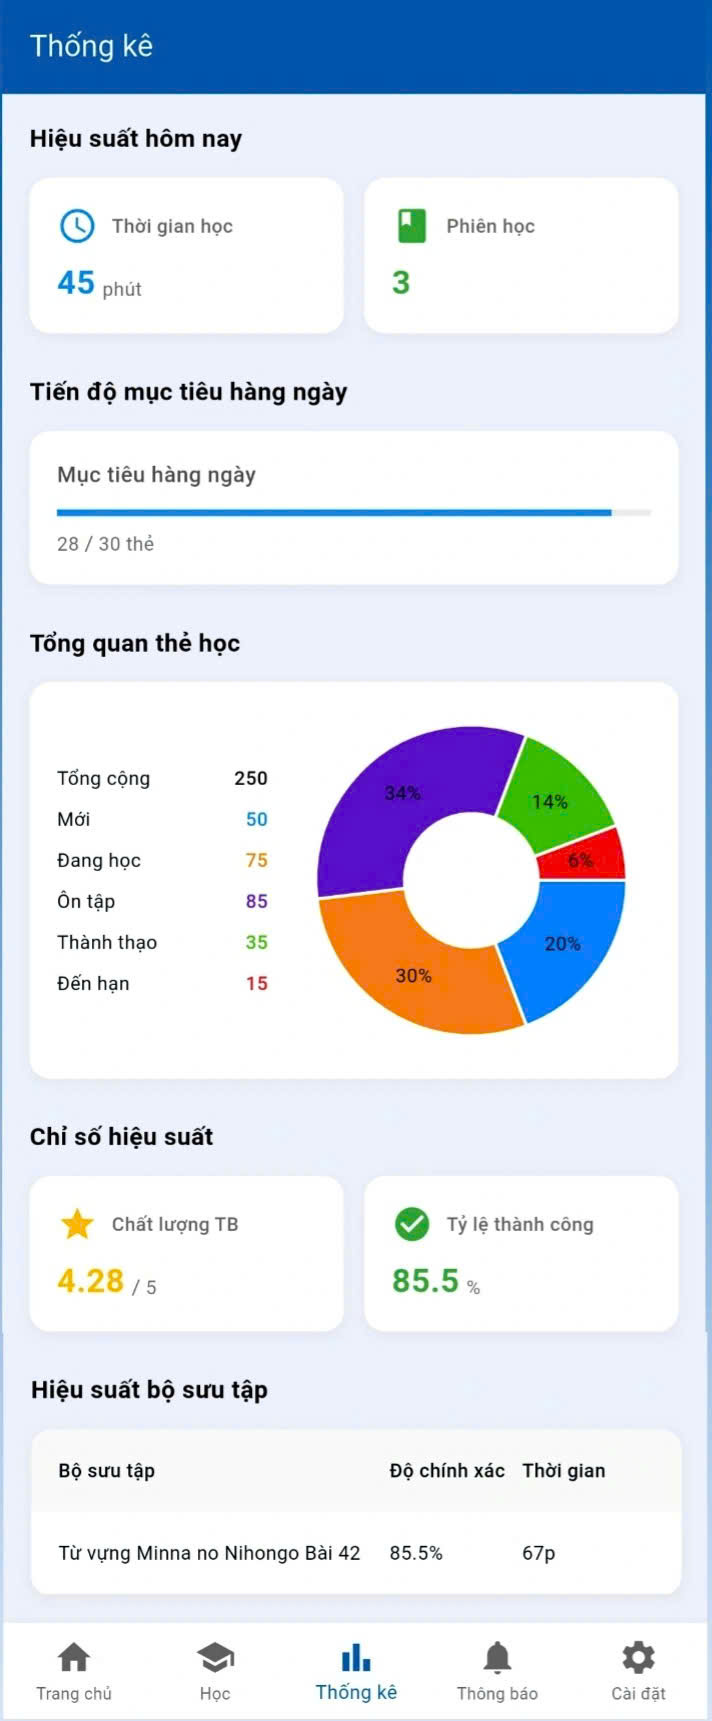 Thống kê
Hiệu suất hôm nay
Thời gian học
45 phút
Phiên học
3
Tiến độ mục tiêu hàng ngày
Mục tiêu hàng ngày
28 / 30 thẻ
Tổng quan thẻ học
Tổng cộng 250
Mới 50
Đang học 75
Ôn tập 85
Thành thạo 35
Đến hạn 15
34%
14%
6%
20%
30%
Chỉ số hiệu suất
Chất lượng TB
4.28 / 5
Tỷ lệ thành công
85.5 %
Hiệu suất bộ sưu tập
Bộ sưu tập Độ chính xác Thời gian
Từ vựng Minna no Nihongo Bài 42 85.5% 67p
Trang chủ Học Thống kê Thông báo Cài đặt